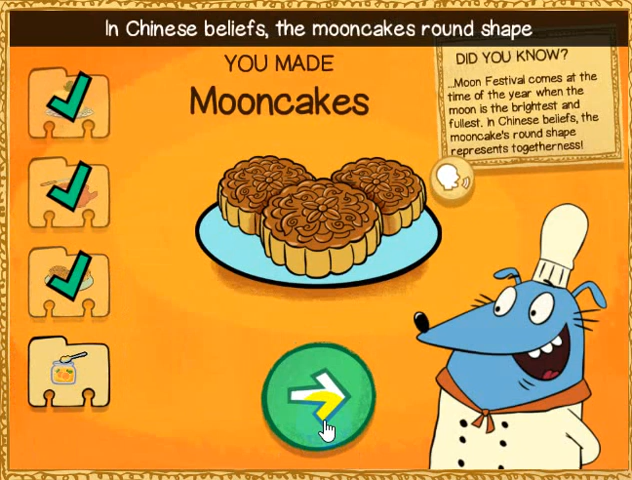 In Chinese beliefs, the mooncakes round shape
YOU MADE
Mooncakes
DID YOU KNOW?
...Moon Festival comes at the
time of the year when the
moon is the brightest and
fullest. In Chinese beliefs, the
mooncake's round shape
represents togetherness!